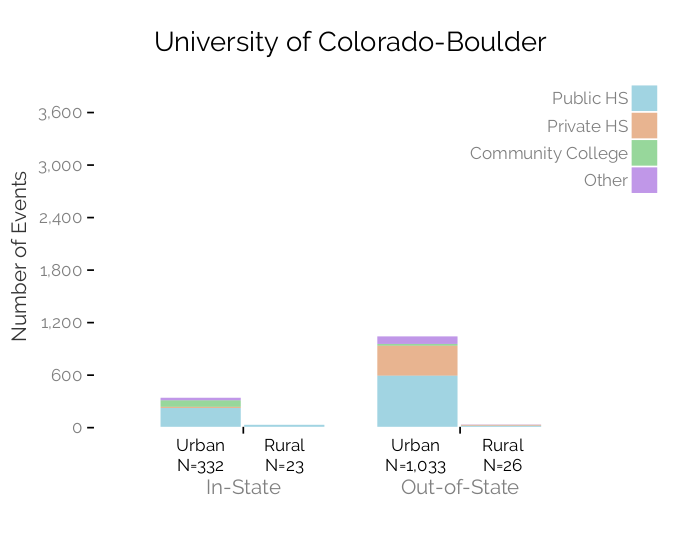 University of Colorado-Boulder
Public HS
Private HS
Community College
Other
Number of Events
3,600
3,000
2,400
1,800
1,200
600
0
Urban Rural Urban Rural
N=332 N=23 N=1,033 N=26
In-State Out-of-State